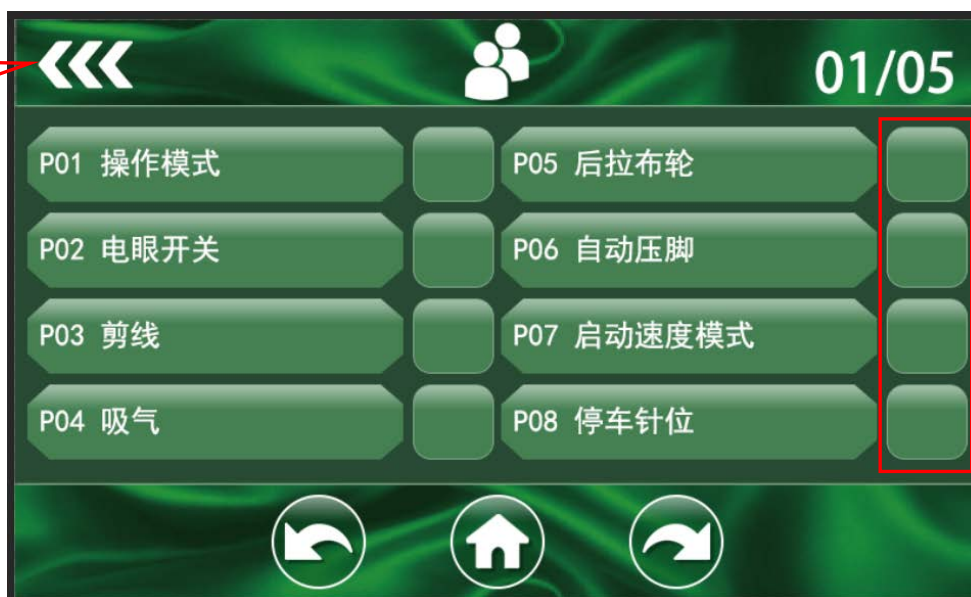 01/05
P01 操作模式
P05 后拉布轮
P02 电眼开关
P06 自动压脚
P03 剪线
P07 启动速度模式
P04 吸气
P08 停车针位